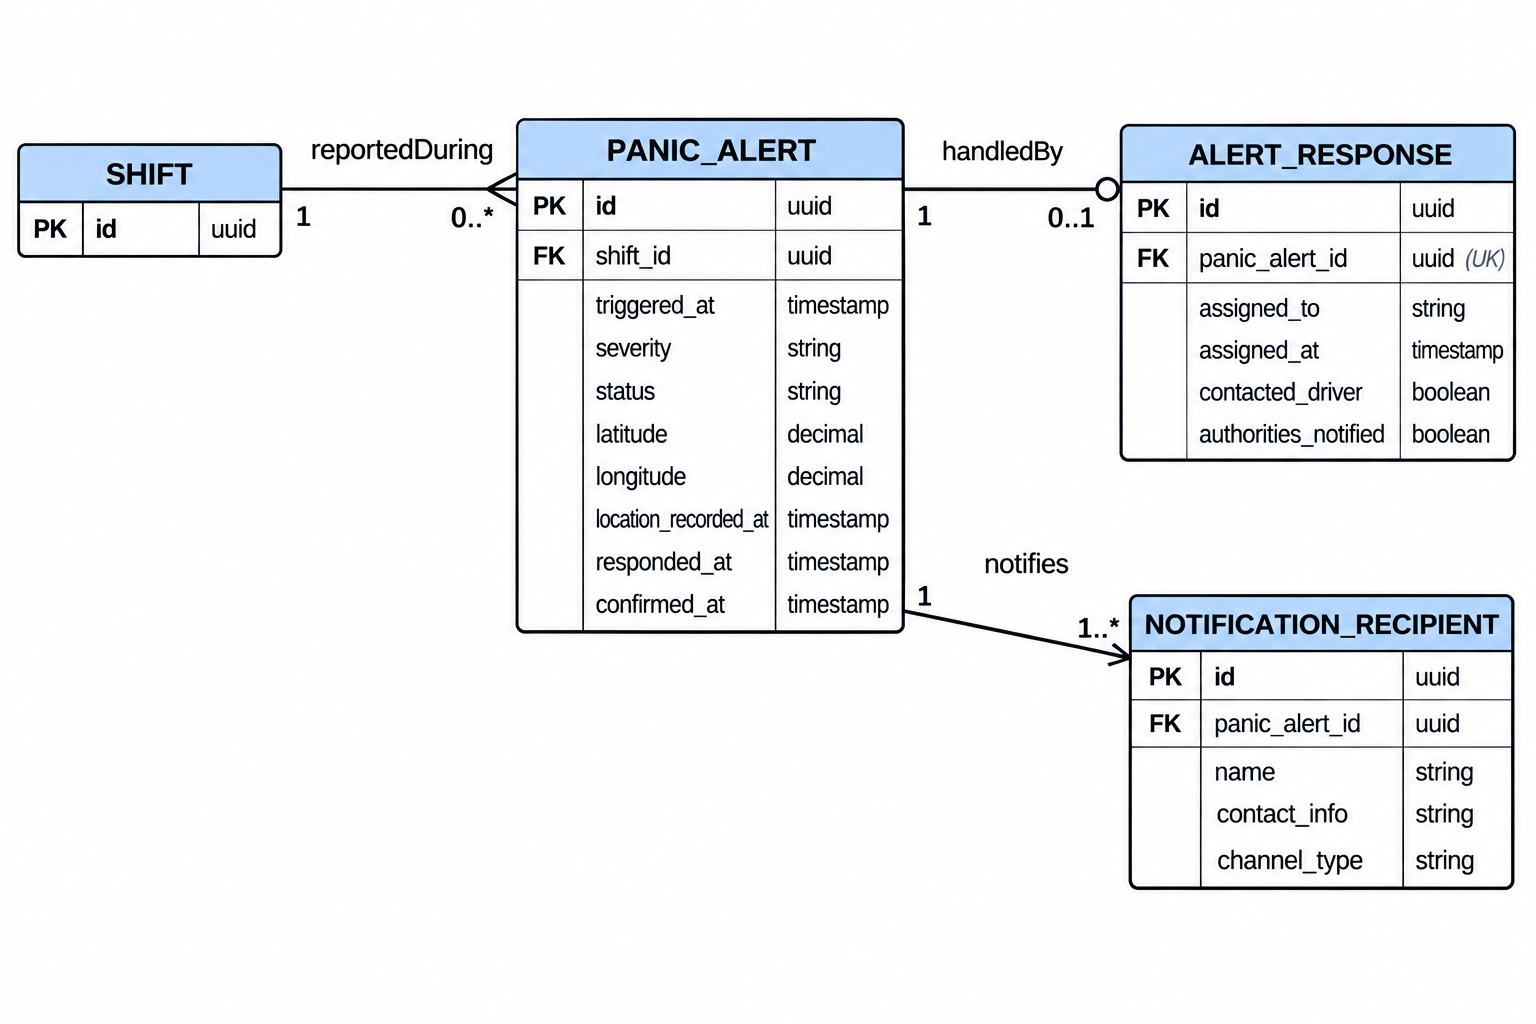 SHIFT
PK id uuid
reportedDuring
1 0..*
PANIC_ALERT
PK id uuid
FK shift_id uuid
triggered_at timestamp
severity string
status string
latitude decimal
longitude decimal
location_recorded_at timestamp
responded_at timestamp
confirmed_at timestamp
handledBy
1 0..1
ALERT_RESPONSE
PK id uuid
FK panic_alert_id uuid (UK)
assigned_to string
assigned_at timestamp
contacted_driver boolean
authorities_notified boolean
notifies
1 1..*
NOTIFICATION_RECIPIENT
PK id uuid
FK panic_alert_id uuid
name string
contact_info string
channel_type string